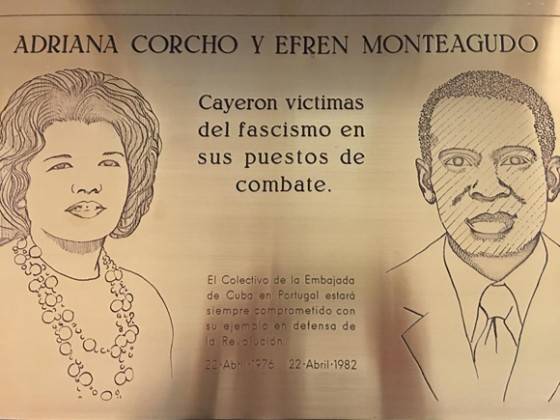 ADRIANA CORCHO Y EFREN MONTEAGUDO
Cayeron victimas
del fascismo en
sus puestos de
combate.
El Colectivo de la Embajada
de Cuba en Portugal estará
siempre comprometido con
su ejemplo en defensa de
la Revolución
22·Abril·1976 22·Abril·1982